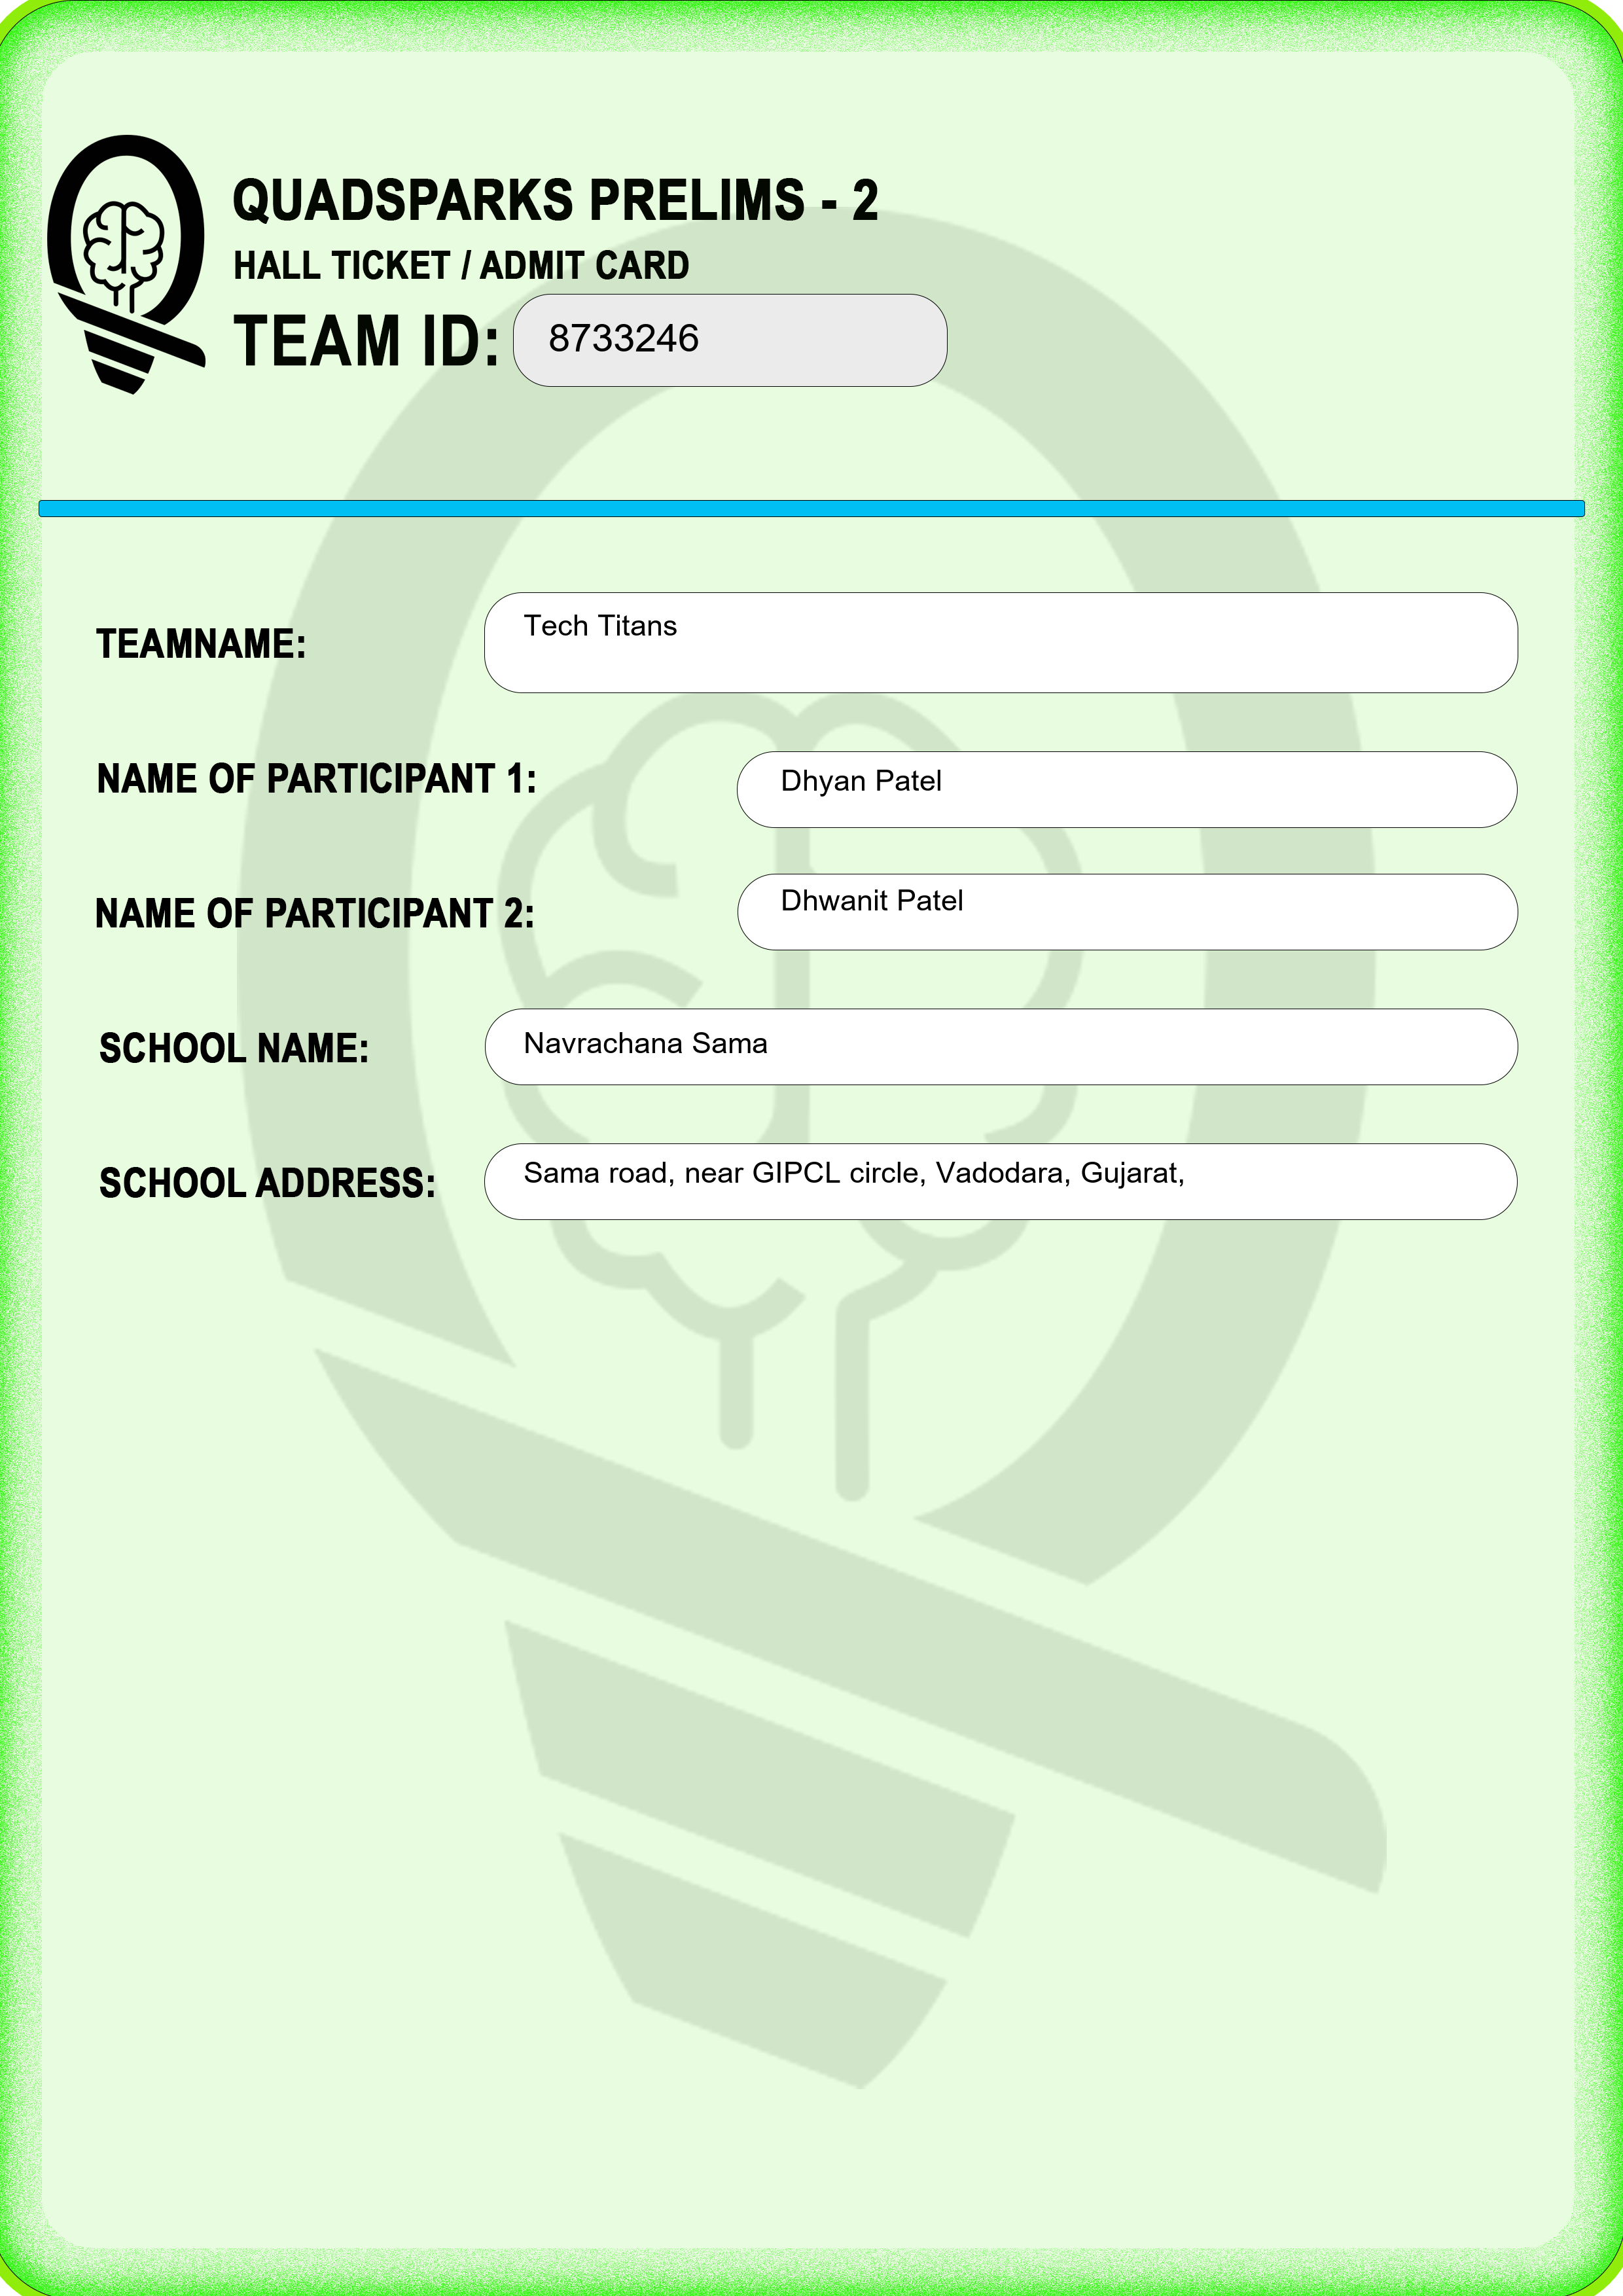 QUADSPARKS PRELIMS - 2
HALL TICKET / ADMIT CARD
TEAM ID: 8733246
TEAMNAME: Tech Titans
NAME OF PARTICIPANT 1: Dhyan Patel
NAME OF PARTICIPANT 2: Dhwanit Patel
SCHOOL NAME: Navrachana Sama
SCHOOL ADDRESS: Sama road, near GIPCL circle, Vadodara, Gujarat,